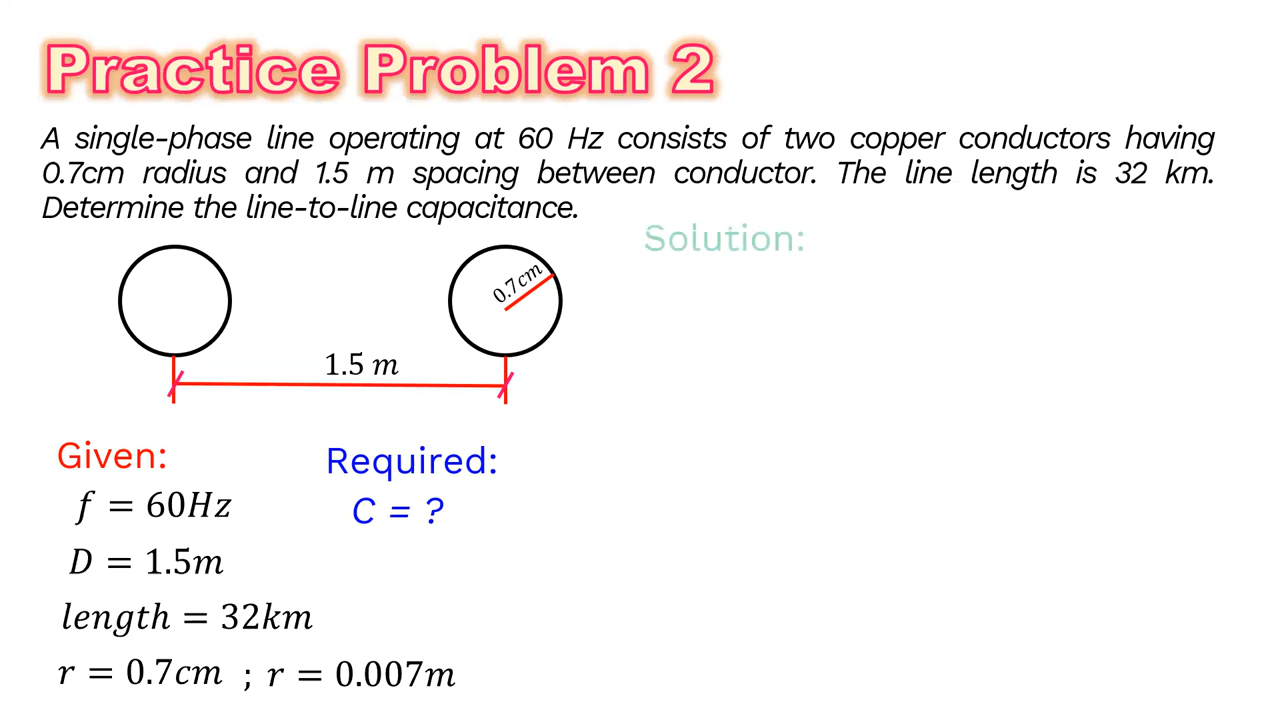 Practice Problem 2
A single-phase line operating at 60 Hz consists of two copper conductors having
0.7cm radius and 1.5 m spacing between conductor. The line length is 32 km.
Determine the line-to-line capacitance.
Solution:
0.7cm
1.5 m
Given:
Required:
f = 60Hz
C = ?
D = 1.5m
length = 32km
r = 0.7cm ; r = 0.007m